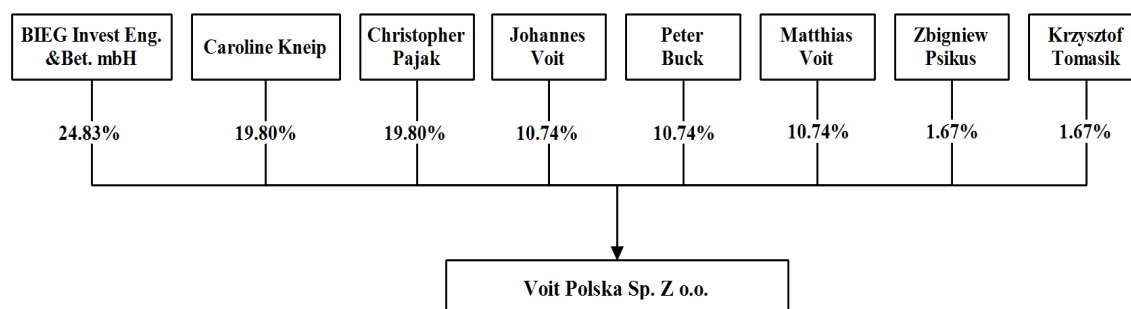 BIEG Invest Eng.
&Bet. mbH
Caroline Kneip
Christopher
Pajak
Johannes
Voit
Peter
Buck
Matthias
Voit
Zbigniew
Psikus
Krzysztof
Tomasik
24.83%
19.80%
19.80%
10.74%
10.74%
10.74%
1.67%
1.67%
Voit Polska Sp. Z o.o.